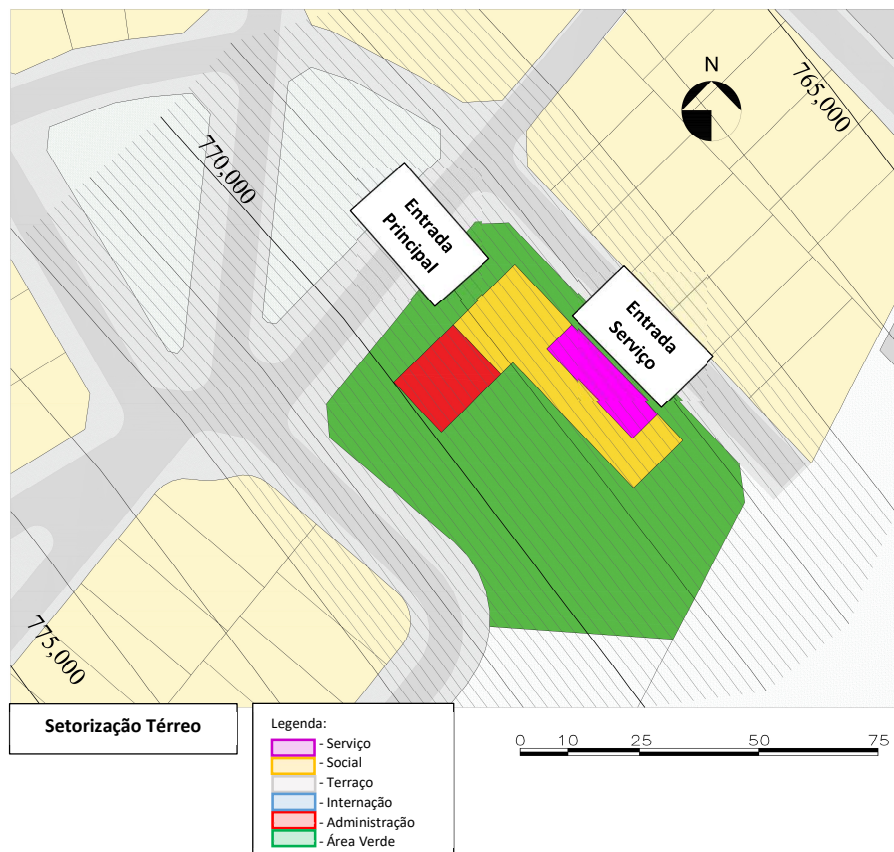 N
765,000
770,000
Entrada
Principal
Entrada
Serviço
775,000
Setorização Térreo
Legenda:
- Serviço
- Social
- Terraço
- Internação
- Administração
- Área Verde
0 10 25 50 75